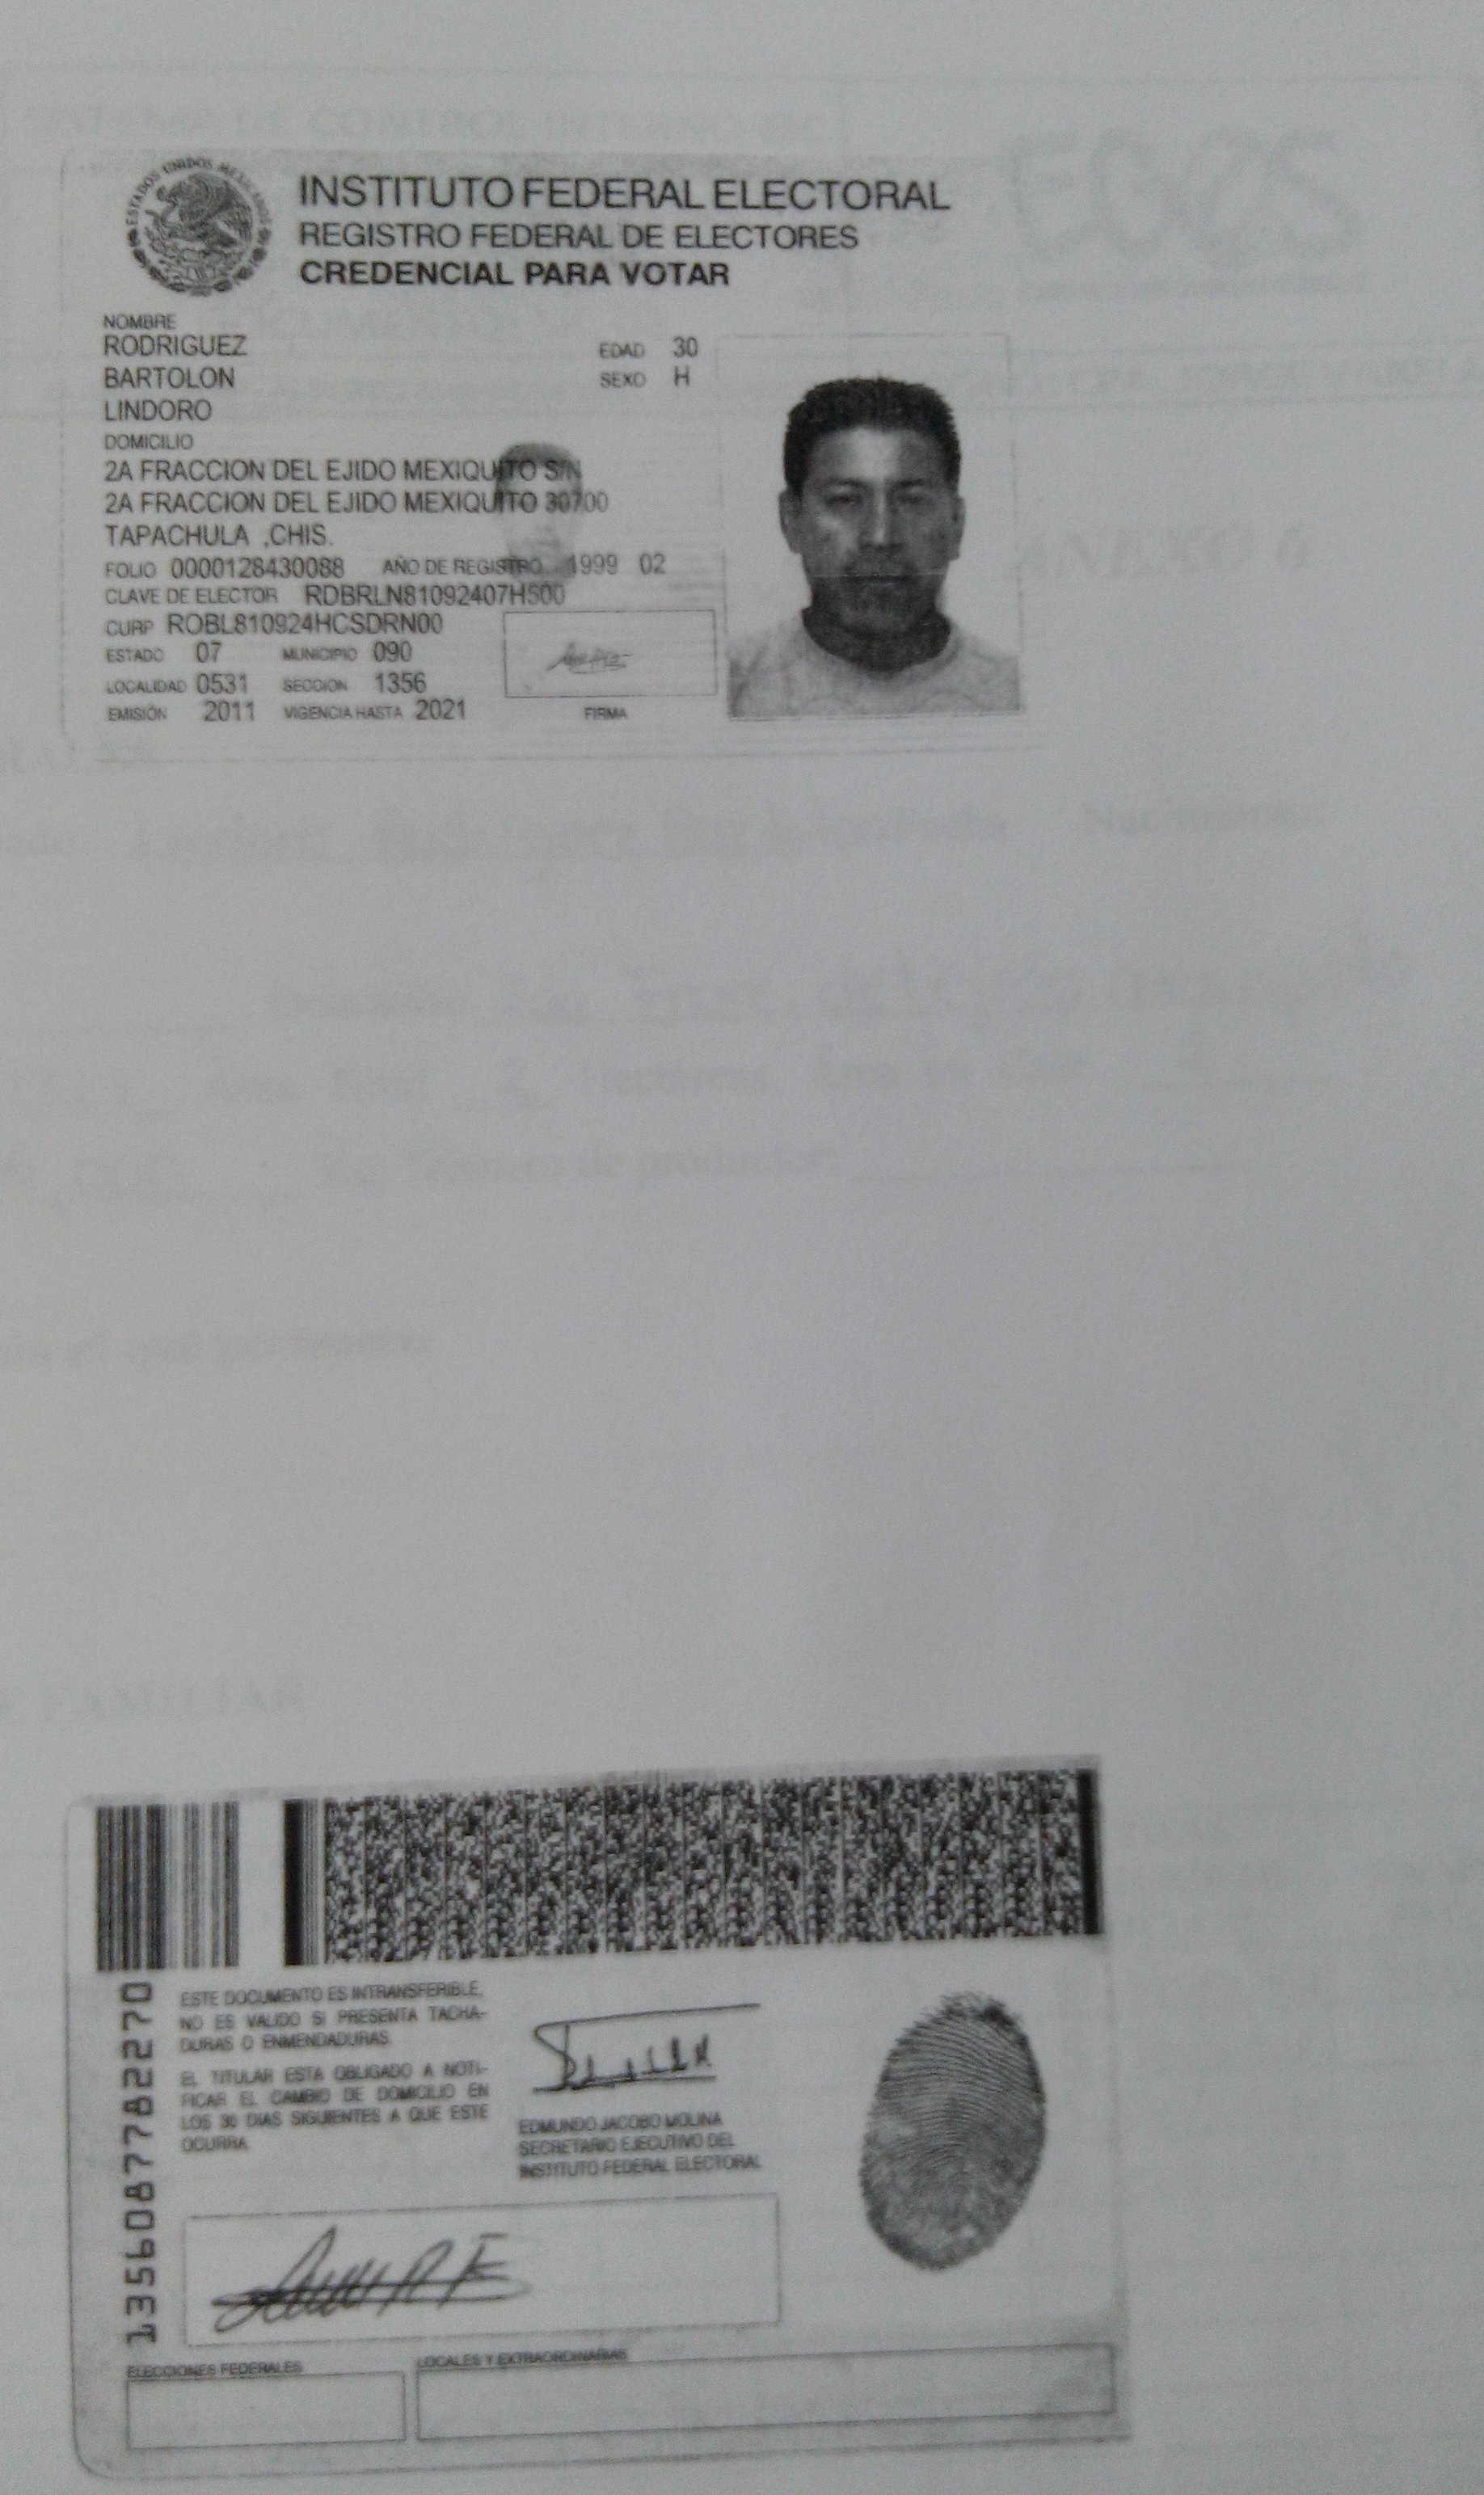 ESTADOS UNIDOS MEXICANOS
INSTITUTO FEDERAL ELECTORAL
REGISTRO FEDERAL DE ELECTORES
CREDENCIAL PARA VOTAR
NOMBRE
RODRIGUEZ EDAD 30
BARTOLON SEXO H
LINDORO
DOMICILIO
2A FRACCION DEL EJIDO MEXIQUITO S/N
2A FRACCION DEL EJIDO MEXIQUITO 30700
TAPACHULA ,CHIS.
FOLIO 0000128430088 AÑO DE REGISTRO 1999 02
CLAVE DE ELECTOR RDBRLN81092407H500
CURP ROBL810924HCSDRN00
ESTADO 07 MUNICIPIO 090
LOCALIDAD 0531 SECCION 1356
EMISIÓN 2011 VIGENCIA HASTA 2021 FIRMA
1356087782270
ESTE DOCUMENTO ES INTRANSFERIBLE,
NO ES VALIDO SI PRESENTA TACHA-
DURAS O ENMENDADURAS.
EL TITULAR ESTA OBLIGADO A NOTI-
FICAR EL CAMBIO DE DOMICILIO EN
LOS 30 DIAS SIGUIENTES A QUE ESTE
OCURRA.
EDMUNDO JACOBO MOLINA
SECRETARIO EJECUTIVO DEL
INSTITUTO FEDERAL ELECTORAL
ELECCIONES FEDERALES LOCALES Y EXTRAORDINARIAS